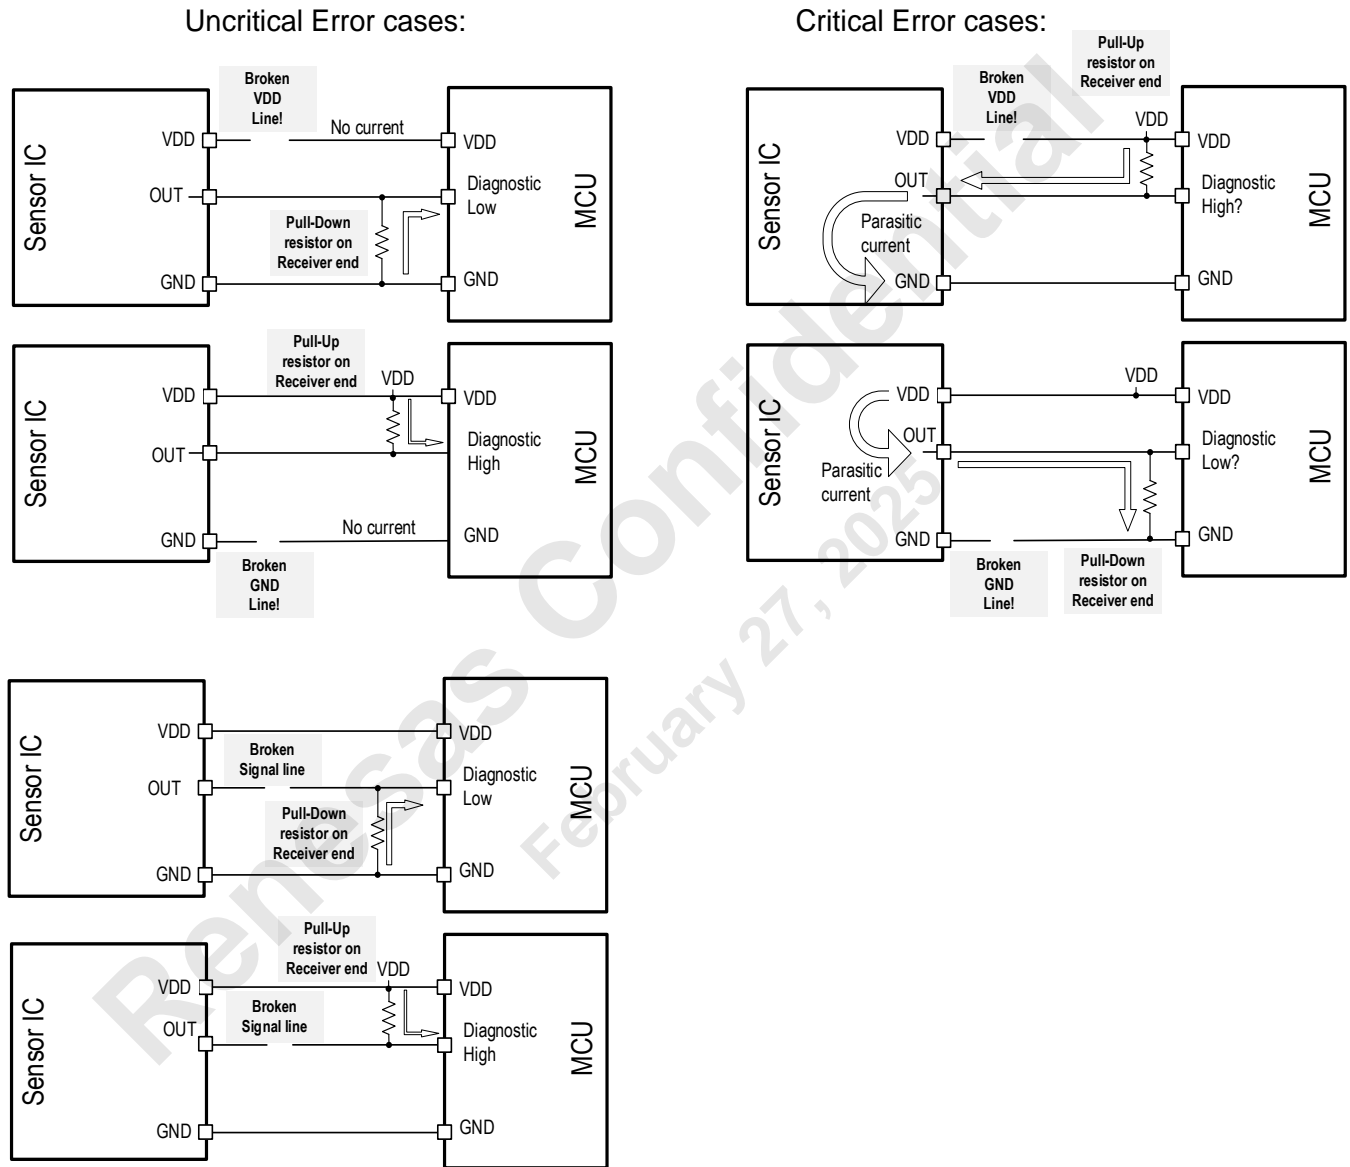 Uncritical Error cases:
Critical Error cases:
Sensor IC
VDD
OUT
GND
Broken
VDD
Line!
No current
Pull-Down
resistor on
Receiver end
VDD
Diagnostic
Low
GND
MCU
Sensor IC
VDD
OUT
GND
Broken
VDD
Line!
Pull-Up
resistor on
Receiver end
VDD
Parasitic
current
VDD
Diagnostic
High?
GND
MCU
Sensor IC
VDD
OUT
GND
Pull-Up
resistor on
Receiver end
VDD
No current
Broken
GND
Line!
VDD
Diagnostic
High
GND
MCU
Sensor IC
VDD
OUT
GND
Parasitic
current
VDD
Broken
GND
Line!
Pull-Down
resistor on
Receiver end
VDD
Diagnostic
Low?
GND
MCU
Sensor IC
VDD
OUT
GND
Broken
Signal line
Pull-Down
resistor on
Receiver end
VDD
Diagnostic
Low
GND
MCU
Sensor IC
VDD
OUT
GND
Pull-Up
resistor on
Receiver end
VDD
Broken
Signal line
VDD
Diagnostic
High
GND
MCU
Renesas Confidential
February 27, 2025